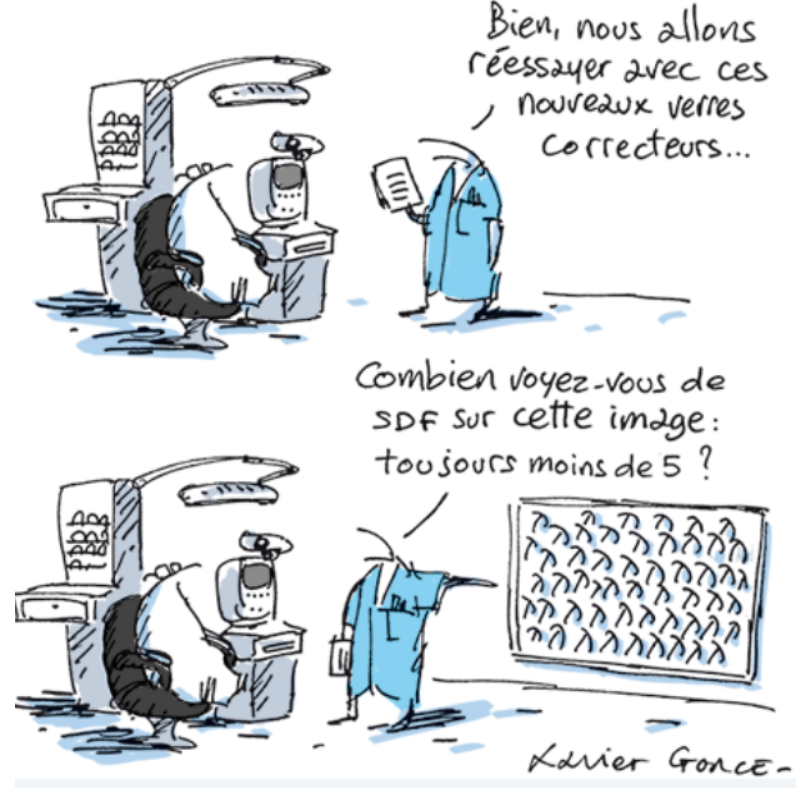 Bien, nous allons
réessayer avec ces
nouveaux verres
correcteurs...
Combien voyez-vous de
SDF sur cette image :
toujours moins de 5 ?
Xavier Gorce-